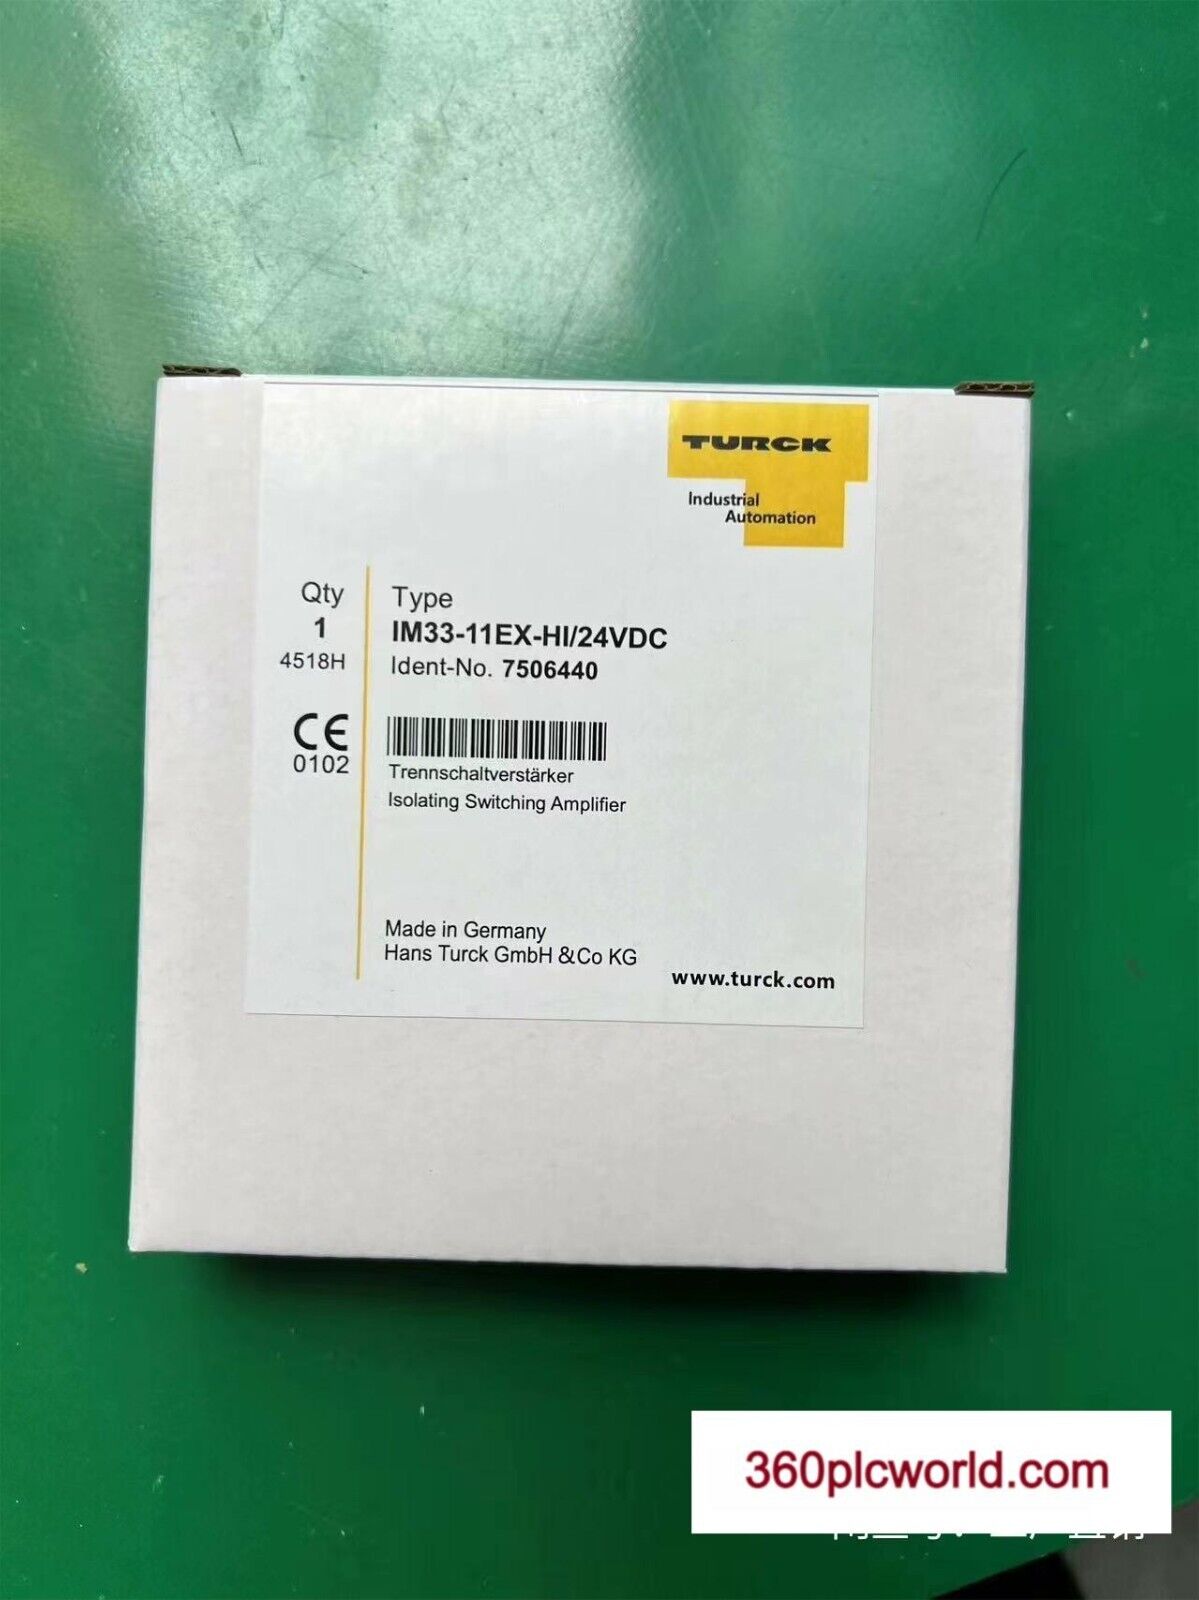 TURCK
Industrial
Automation
Qty
1
4518H
CE
0102
Type
IM33-11EX-HI/24VDC
Ident-No. 7506440
Trennschaltverstärker
Isolating Switching Amplifier
Made in Germany
Hans Turck GmbH &Co KG
www.turck.com
360plcworld.com